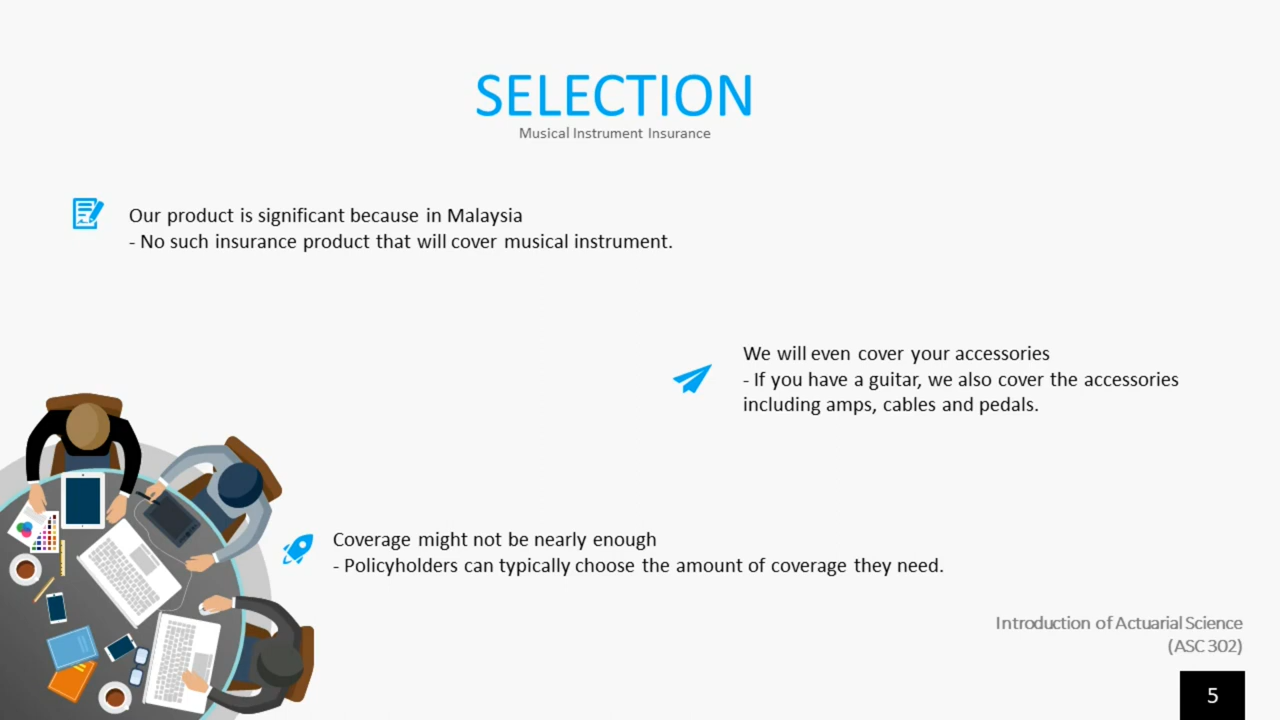 SELECTION
Musical Instrument Insurance
Our product is significant because in Malaysia
- No such insurance product that will cover musical instrument.
We will even cover your accessories
- If you have a guitar, we also cover the accessories
including amps, cables and pedals.
Coverage might not be nearly enough
- Policyholders can typically choose the amount of coverage they need.
Introduction of Actuarial Science
(ASC 302)
5